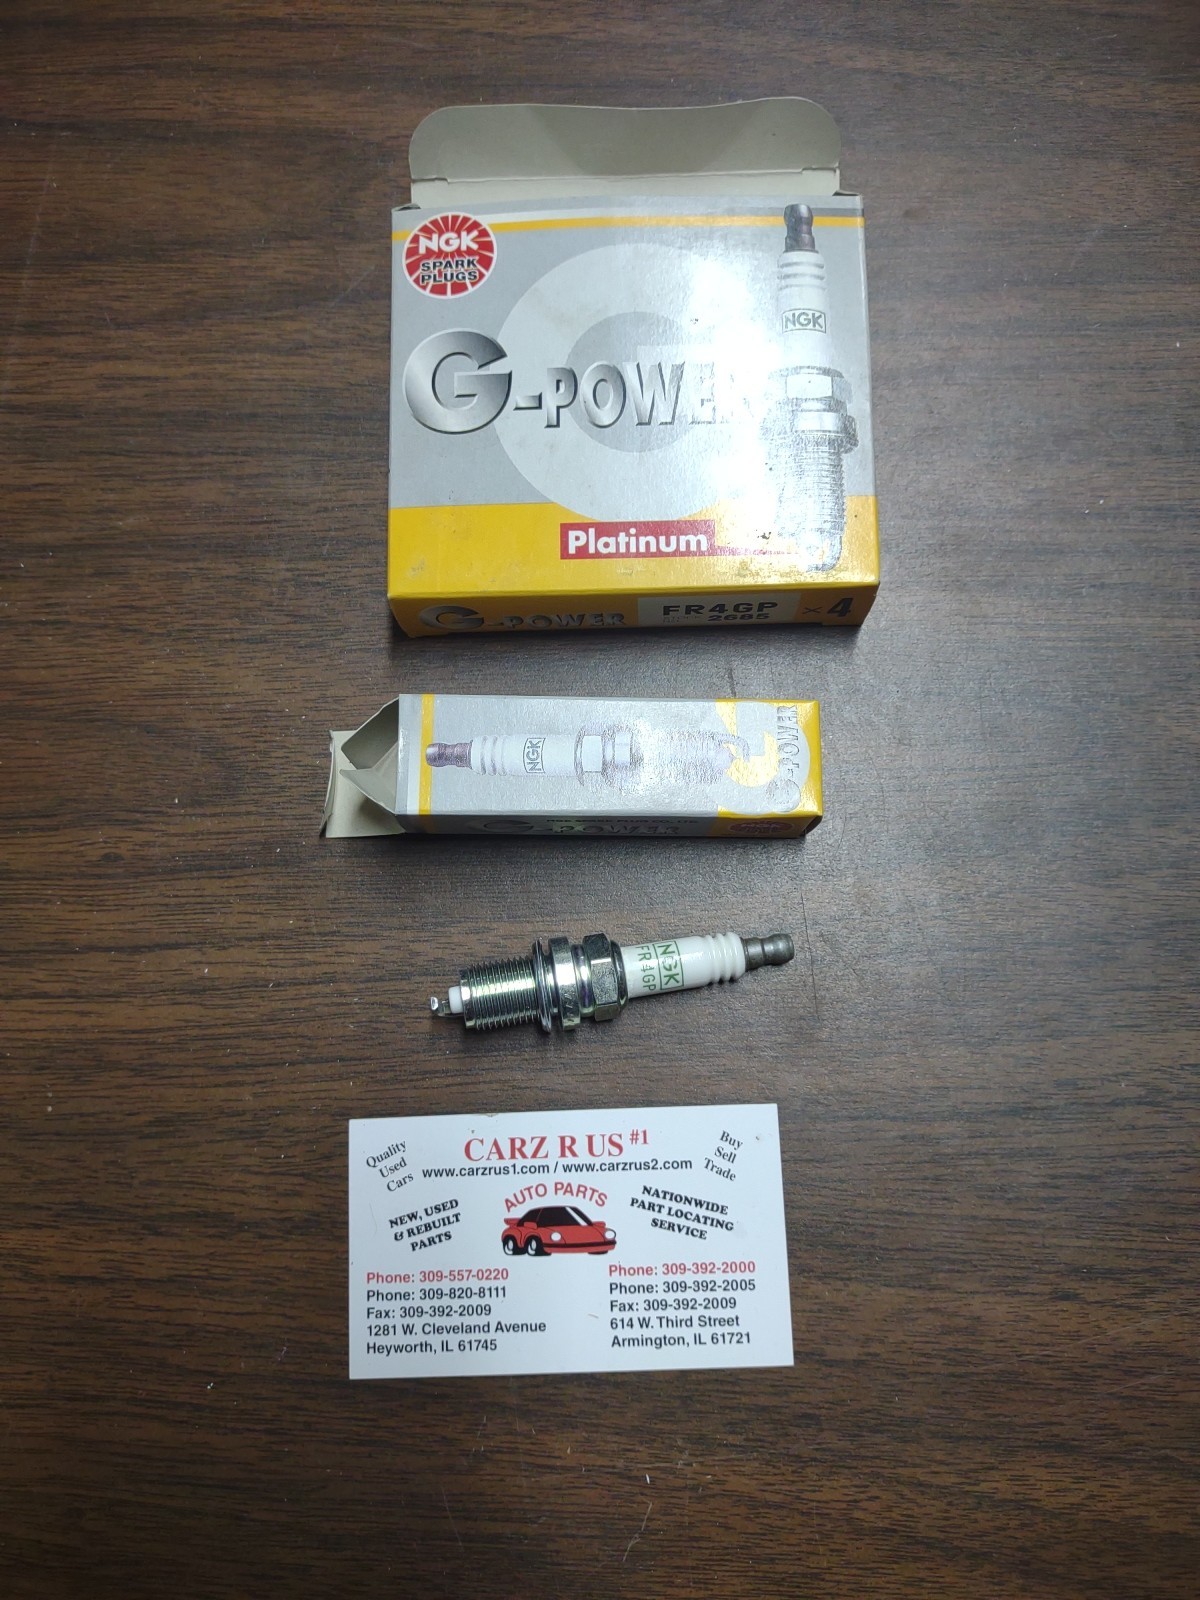 NGK
SPARK
PLUGS
NGK
G-POWER
Platinum
G-POWER
FR4GP
2685
×4
NGK
G-POWER
G-POWER
NGK
NGK
FR4GP
CARZ R US #1
www.carzrus1.com / www.carzrus2.com
Quality
Used
Cars
Buy
Sell
Trade
AUTO PARTS
NEW, USED
& REBUILT
PARTS
NATIONWIDE
PART LOCATING
SERVICE
Phone: 309-557-0220
Phone: 309-820-8111
Fax: 309-392-2009
1281 W. Cleveland Avenue
Heyworth, IL 61745
Phone: 309-392-2000
Phone: 309-392-2005
Fax: 309-392-2009
614 W. Third Street
Armington, IL 61721